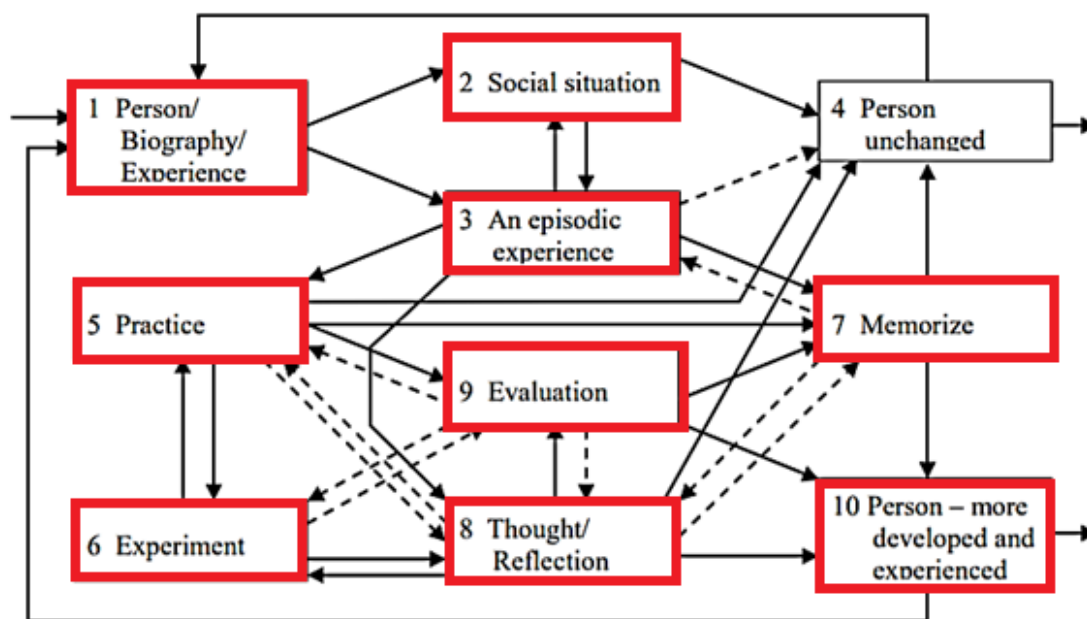 1 Person/
Biography/
Experience
2 Social situation
4 Person
unchanged
3 An episodic
experience
5 Practice
7 Memorize
9 Evaluation
6 Experiment
8 Thought/
Reflection
10 Person – more
developed and
experienced